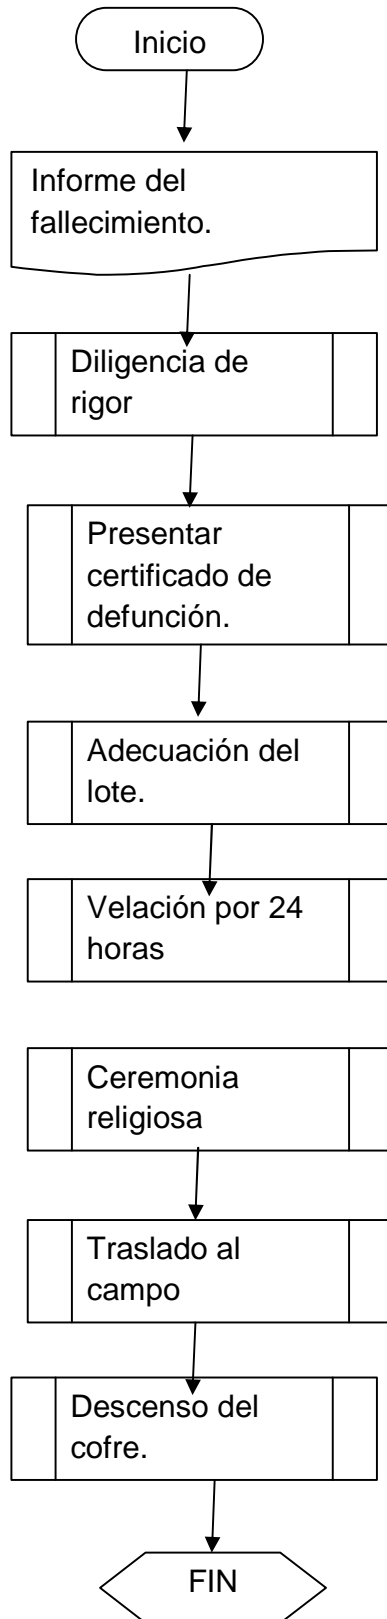 Inicio
Informe del
fallecimiento.
Diligencia de
rigor
Presentar
certificado de
defunción.
Adecuación del
lote.
Velación por 24
horas
Ceremonia
religiosa
Traslado al
campo
Descenso del
cofre.
FIN